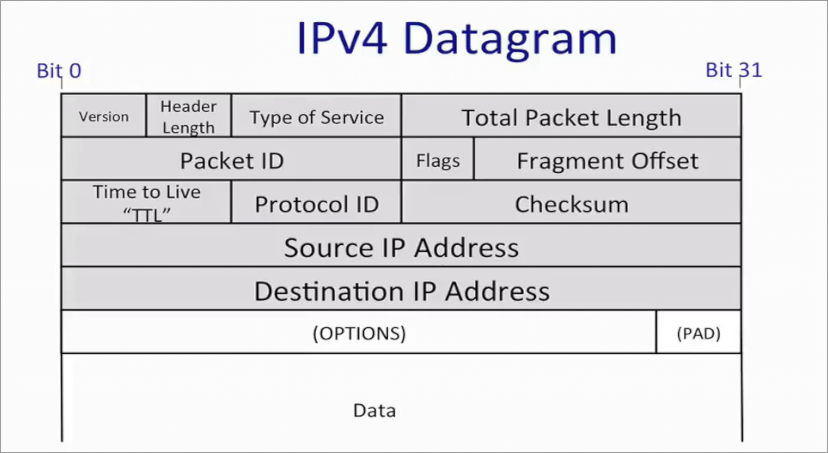 IPv4 Datagram
Bit 0
Bit 31
Version
Header
Length
Type of Service
Total Packet Length
Packet ID
Flags
Fragment Offset
Time to Live
“TTL”
Protocol ID
Checksum
Source IP Address
Destination IP Address
(OPTIONS)
(PAD)
Data